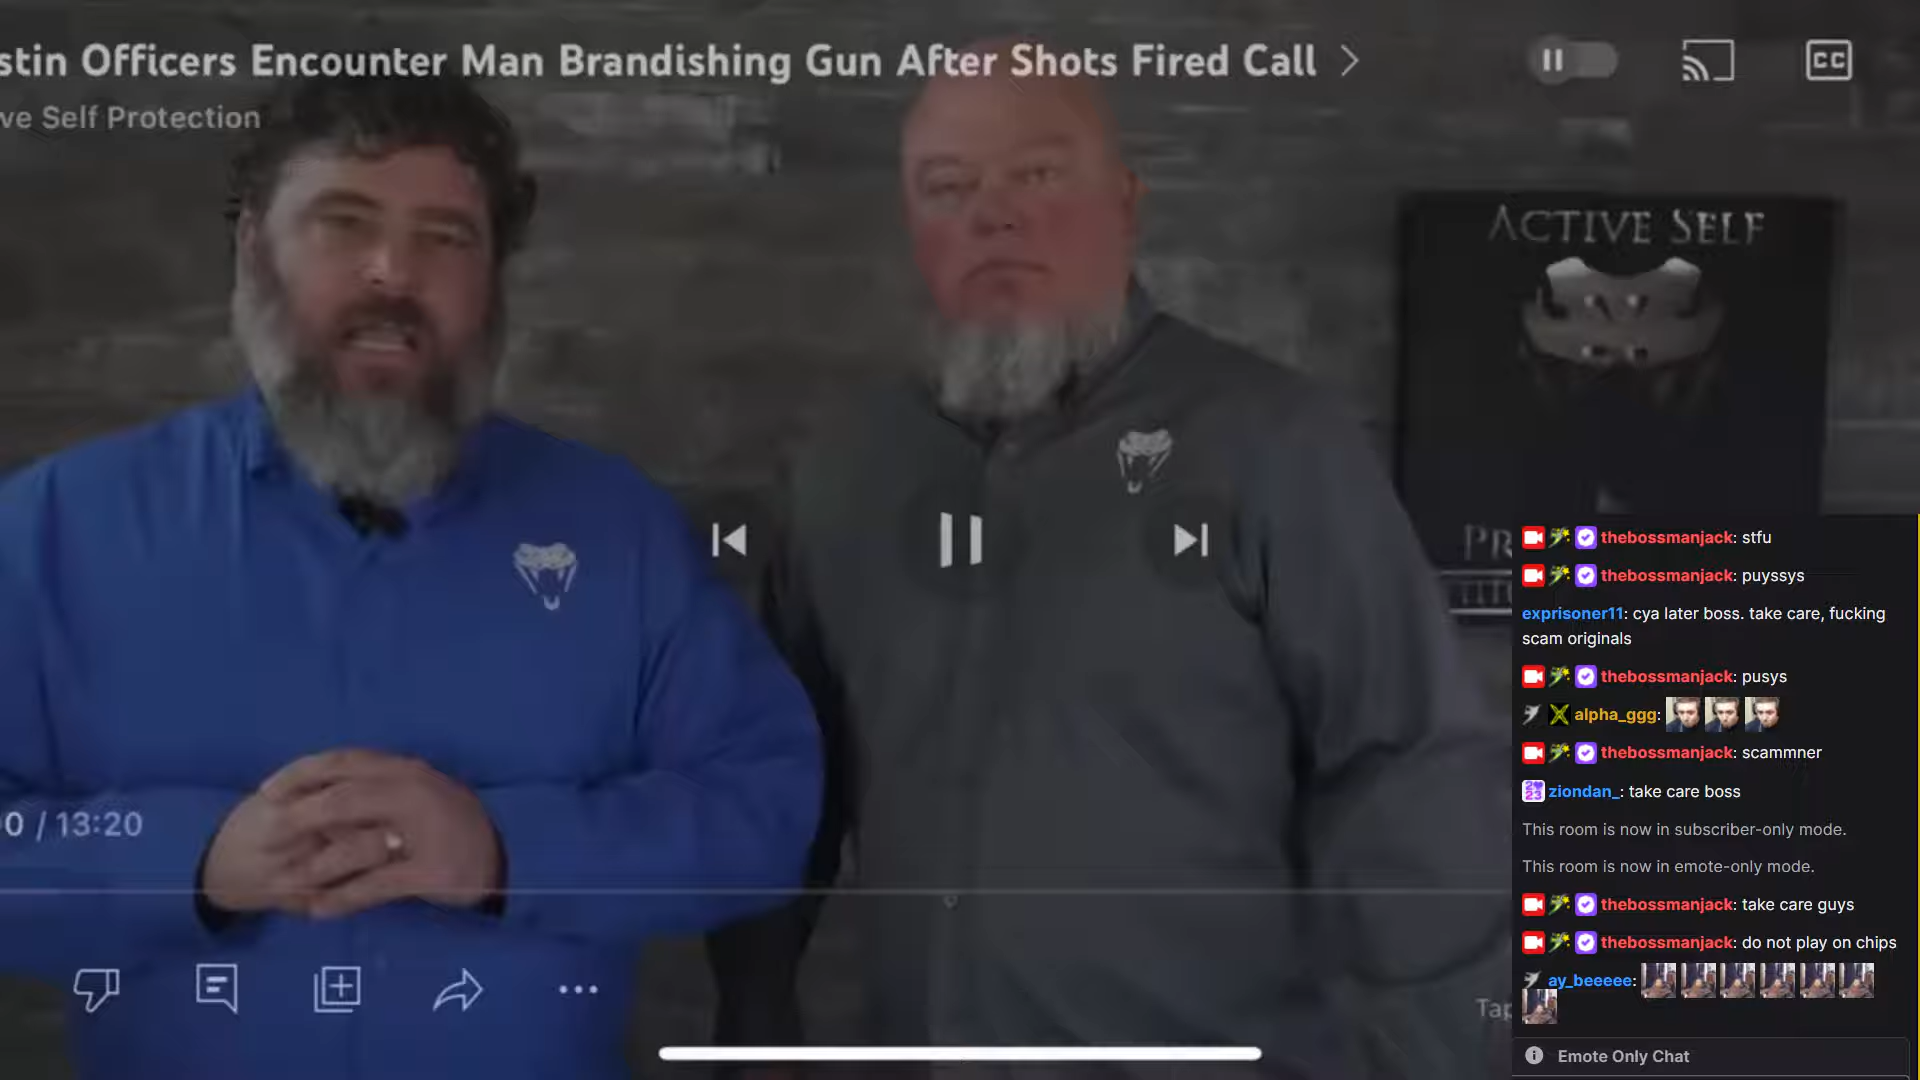 stin Officers Encounter Man Brandishing Gun After Shots Fired Call
CC
ve Self Protection
ACTIVE SELF
0 / 13:20
Tap
thebossmanjack: stfu
thebossmanjack: puyssys
exprisoner11: cya later boss. take care, fucking
scam originals
thebossmanjack: pusys
alpha_ggg:
thebossmanjack: scammner
ziondan_: take care boss
This room is now in subscriber-only mode.
This room is now in emote-only mode.
thebossmanjack: take care guys
thebossmanjack: do not play on chips
ay_beeeee:
Emote Only Chat